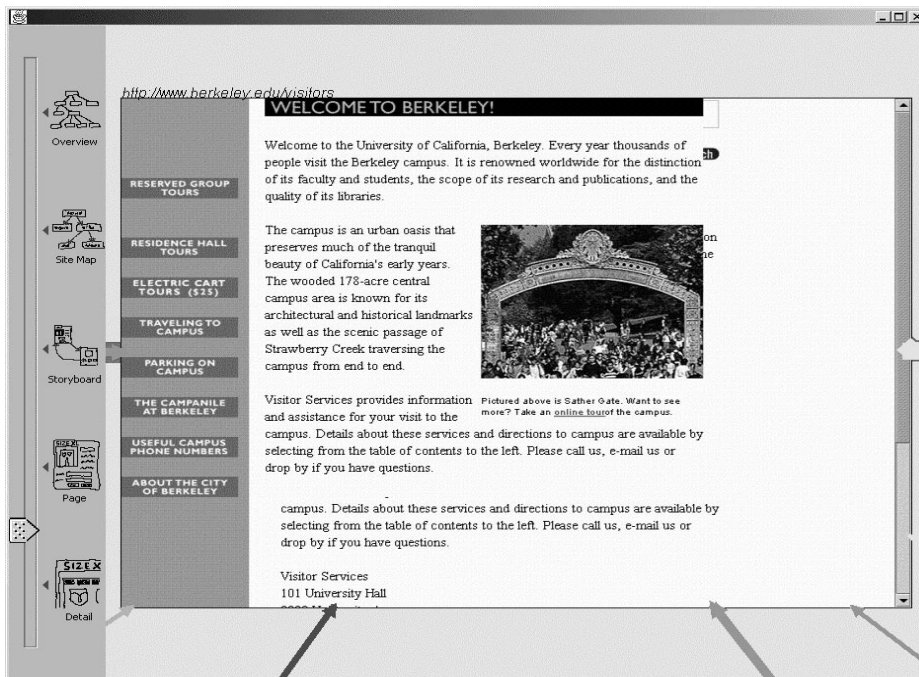 http://www.berkeley.edu/visitors
Overview
Site Map
Storyboard
Page
SIZEX
Detail
RESERVED GROUP
TOURS
RESIDENCE HALL
TOURS
ELECTRIC CART
TOURS ($25)
TRAVELING TO
CAMPUS
PARKING ON
CAMPUS
THE CAMPANILE
AT BERKELEY
USEFUL CAMPUS
PHONE NUMBERS
ABOUT THE CITY
OF BERKELEY
WELCOME TO BERKELEY!
Welcome to the University of California, Berkeley. Every year thousands of
people visit the Berkeley campus. It is renowned worldwide for the distinction
ch
of its faculty and students, the scope of its research and publications, and the
quality of its libraries.
The campus is an urban oasis that
preserves much of the tranquil
beauty of California's early years.
The wooded 178-acre central
campus area is known for its
architectural and historical landmarks
as well as the scenic passage of
Strawberry Creek traversing the
campus from end to end.
on
Pictured above is Sather Gate. Want to see
more? Take an online tour of the campus.
Visitor Services provides information
and assistance for your visit to the
campus. Details about these services and directions to campus are available by
selecting from the table of contents to the left. Please call us, e-mail us or
drop by if you have questions.
campus. Details about these services and directions to campus are available by
selecting from the table of contents to the left. Please call us, e-mail us or
drop by if you have questions.
Visitor Services
101 University Hall